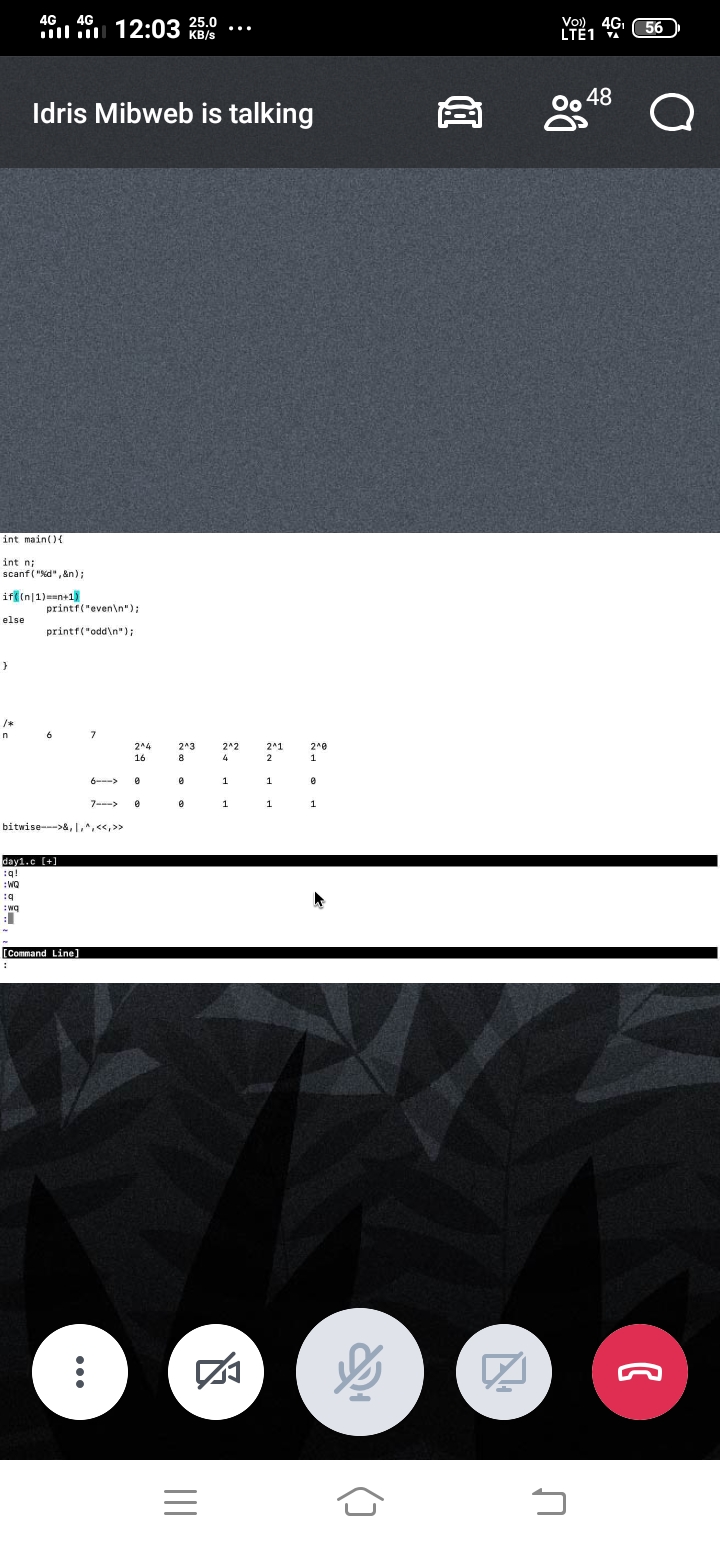 4G 4G 12:03 25.0 KB/s ... Vo)) LTE1 4G1 56
Idris Mibweb is talking 48
int main(){
int n;
scanf("%d",&n);
if((n|1)==n+1)
printf("even\n");
else
printf("odd\n");
}
/*
n 6 7
2^4 2^3 2^2 2^1 2^0
16 8 4 2 1
6---> 0 0 1 1 0
7---> 0 0 1 1 1
bitwise--->&,|,^,<<,>>
day1.c [+]
:q!
:WQ
:q
:wq
:
~
~
[Command Line]
: